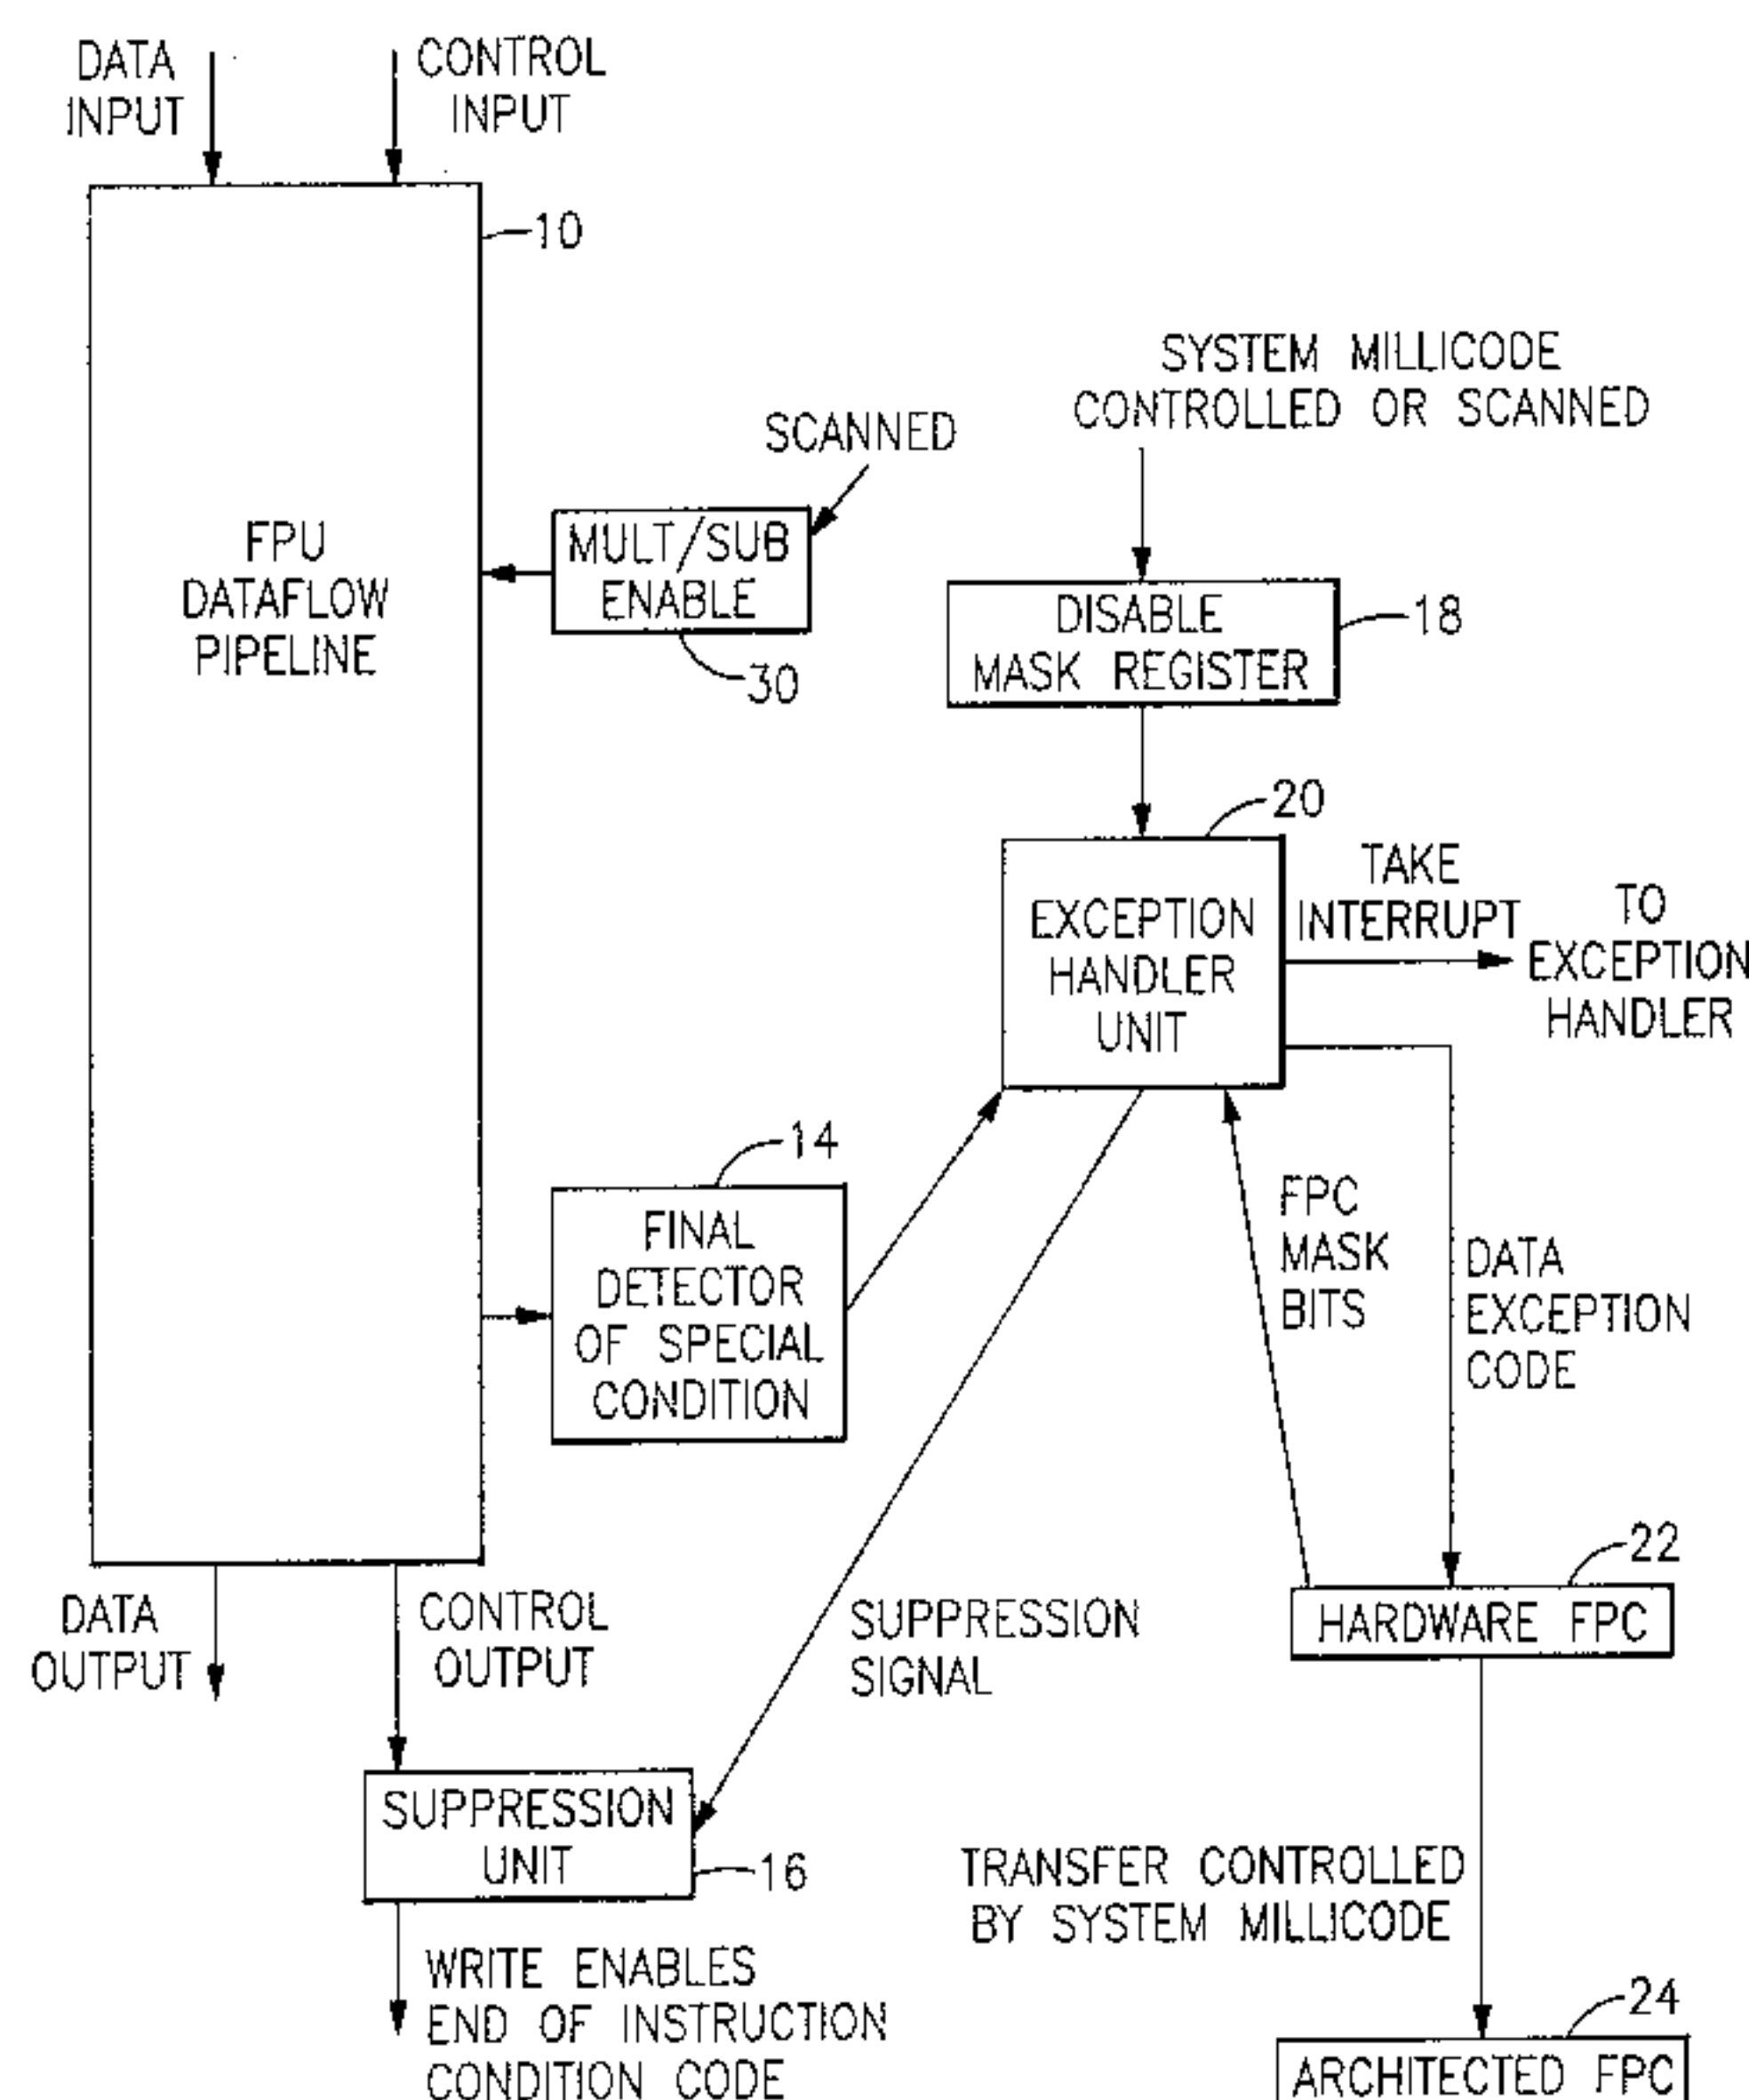 DATA
INPUT
CONTROL
INPUT
10
SYSTEM MILLICODE
CONTROLLED OR SCANNED
SCANNED
FPU
DATAFLOW
PIPELINE
MULT/SUB
ENABLE
30
DISABLE
MASK REGISTER
18
20
EXCEPTION
HANDLER
UNIT
TAKE
INTERRUPT
TO
EXCEPTION
HANDLER
14
FINAL
DETECTOR
OF SPECIAL
CONDITION
FPC
MASK
BITS
DATA
EXCEPTION
CODE
22
HARDWARE FPC
DATA
OUTPUT
CONTROL
OUTPUT
SUPPRESSION
SIGNAL
SUPPRESSION
UNIT
16
TRANSFER CONTROLLED
BY SYSTEM MILLICODE
WRITE ENABLES
END OF INSTRUCTION
CONDITION CODE
24
ARCHITECTED FPC